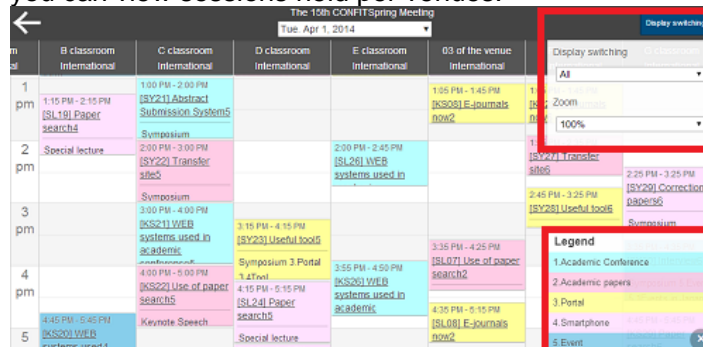 you can view sessions held per venues.
The 15th CONFITSpring Meeting
Display switching
Tue. Apr 1, 2014
B classroom
International
C classroom
International
D classroom
International
E classroom
International
03 of the venue
International
Display switching
All
Zoom
100%
1
pm
2
pm
3
pm
4
pm
5
1:15 PM - 2:15 PM
[SL19] Paper
search4
Special lecture
4:45 PM - 5:45 PM
[KS20] WEB
systems used4
1:00 PM - 2:00 PM
[SY21] Abstract
Submission System5
Symposium
2:00 PM - 3:00 PM
[SY22] Transfer
site5
Symposium
3:00 PM - 4:00 PM
[KS21] WEB
systems used in
academic
conference5
4:00 PM - 5:00 PM
[KS22] Use of paper
search5
Keynote Speech
3:15 PM - 4:15 PM
[SY23] Useful tool5
Symposium 3.Portal
3.4Tool
4:15 PM - 5:15 PM
[SL24] Paper
search5
Special lecture
2:00 PM - 2:45 PM
[SL26] WEB
systems used in
3:55 PM - 4:50 PM
[KS26] WEB
systems used in
academic
1:05 PM - 1:45 PM
[KS08] E-journals
now2
3:35 PM - 4:25 PM
[SL07] Use of paper
search2
4:35 PM - 5:15 PM
[SL08] E-journals
now2
[SY27] Transfer
site6
2:45 PM - 3:25 PM
[SY28] Useful tool6
2:25 PM - 3:25 PM
[SY29] Correction
papers6
Symposium
Legend
1.Academic Conference
2.Academic papers
3.Portal
4.Smartphone
5.Event